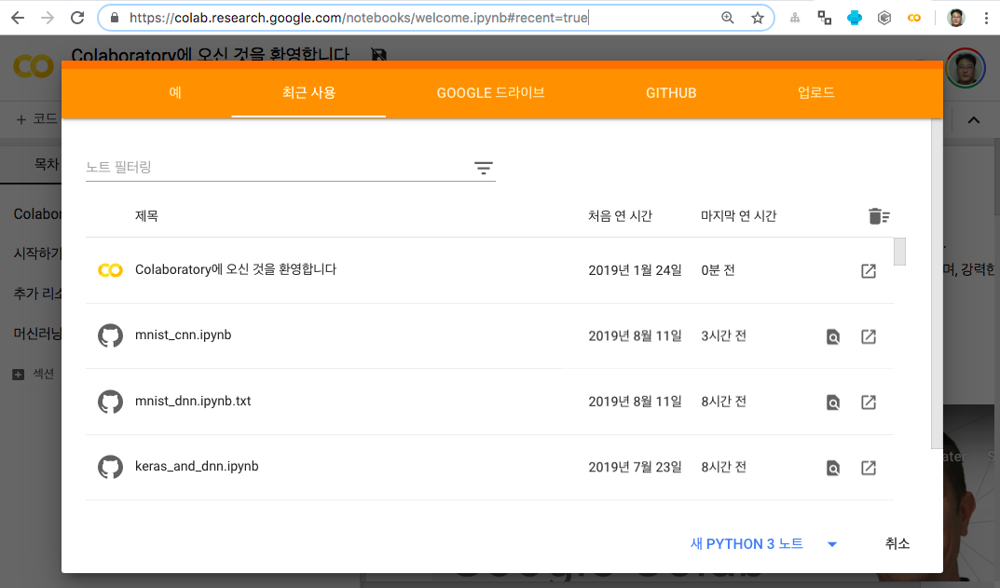 https://colab.research.google.com/notebooks/welcome.ipynb#recent=true
Colaboratory에 오신 것을 환영합니다
예 최근 사용 GOOGLE 드라이브 GITHUB 업로드
+ 코드
목차
노트 필터링
제목 처음 연 시간 마지막 연 시간
Colabor
Colaboratory에 오신 것을 환영합니다 2019년 1월 24일 0분 전
시작하기
며, 강력한
추가 리소
mnist_cnn.ipynb 2019년 8월 11일 3시간 전
머신러닝
섹션
mnist_dnn.ipynb.txt 2019년 8월 11일 8시간 전
keras_and_dnn.ipynb 2019년 7월 23일 8시간 전
ater
새 PYTHON 3 노트 취소